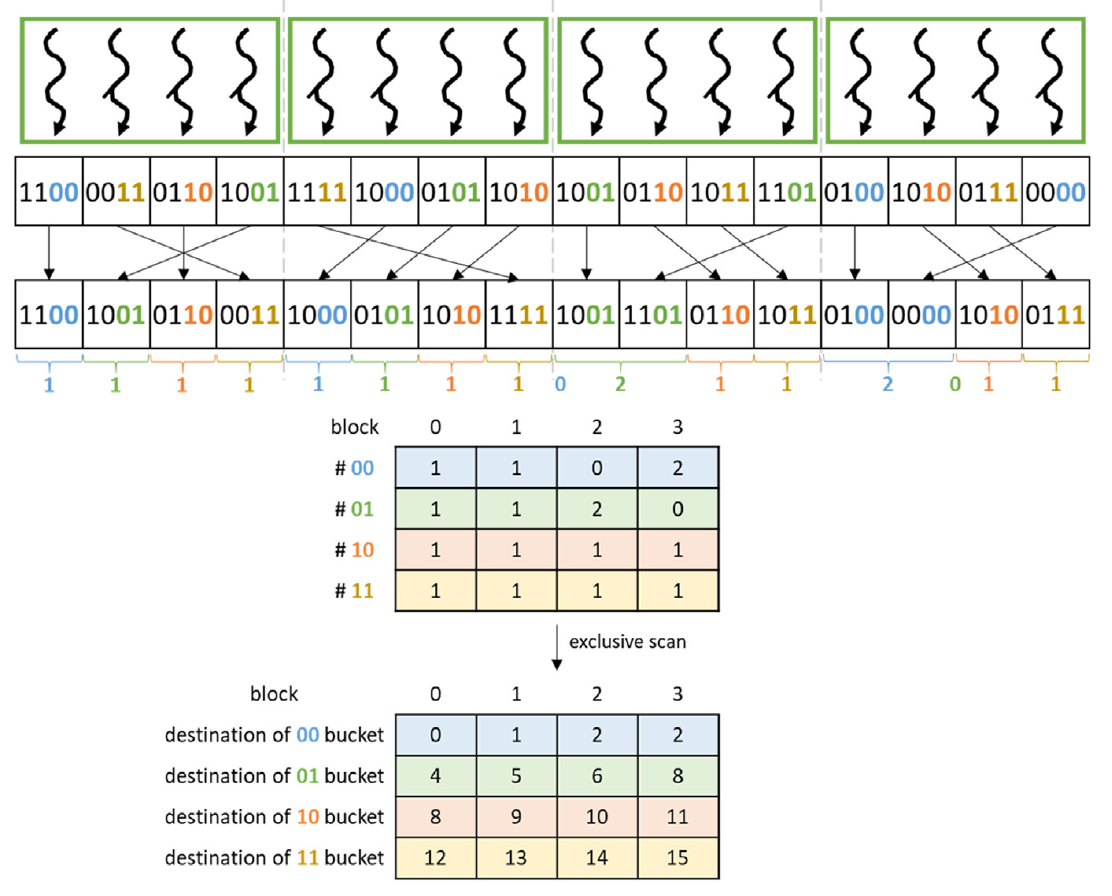 1100 0011 0110 1001 1111 1000 0101 1010 1001 0110 1011 1101 0100 1010 0111 0000
1100 1001 0110 0011 1000 0101 1010 1111 1001 1101 0110 1011 0100 0000 1010 0111
1 1 1 1 1 1 1 1 0 2 1 1 2 0 1 1
block 0 1 2 3
# 00 1 1 0 2
# 01 1 1 2 0
# 10 1 1 1 1
# 11 1 1 1 1
exclusive scan
block 0 1 2 3
destination of 00 bucket 0 1 2 2
destination of 01 bucket 4 5 6 8
destination of 10 bucket 8 9 10 11
destination of 11 bucket 12 13 14 15